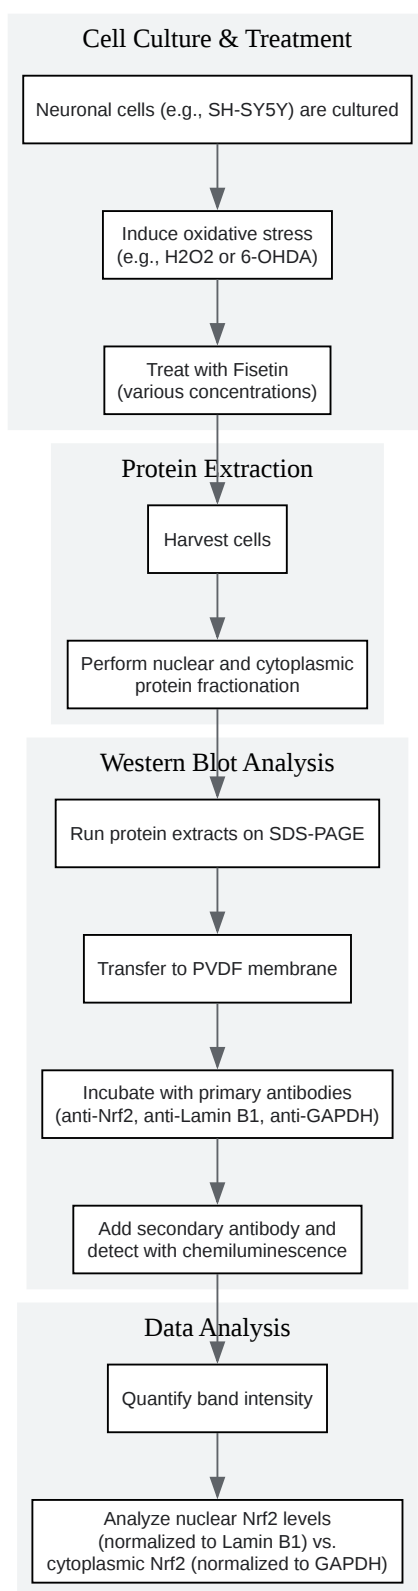 Cell Culture & Treatment
Neuronal cells (e.g., SH-SY5Y) are cultured
Induce oxidative stress
(e.g., H2O2 or 6-OHDA)
Treat with Fisetin
(various concentrations)
Protein Extraction
Harvest cells
Perform nuclear and cytoplasmic
protein fractionation
Western Blot Analysis
Run protein extracts on SDS-PAGE
Transfer to PVDF membrane
Incubate with primary antibodies
(anti-Nrf2, anti-Lamin B1, anti-GAPDH)
Add secondary antibody and
detect with chemiluminescence
Data Analysis
Quantify band intensity
Analyze nuclear Nrf2 levels
(normalized to Lamin B1) vs.
cytoplasmic Nrf2 (normalized to GAPDH)